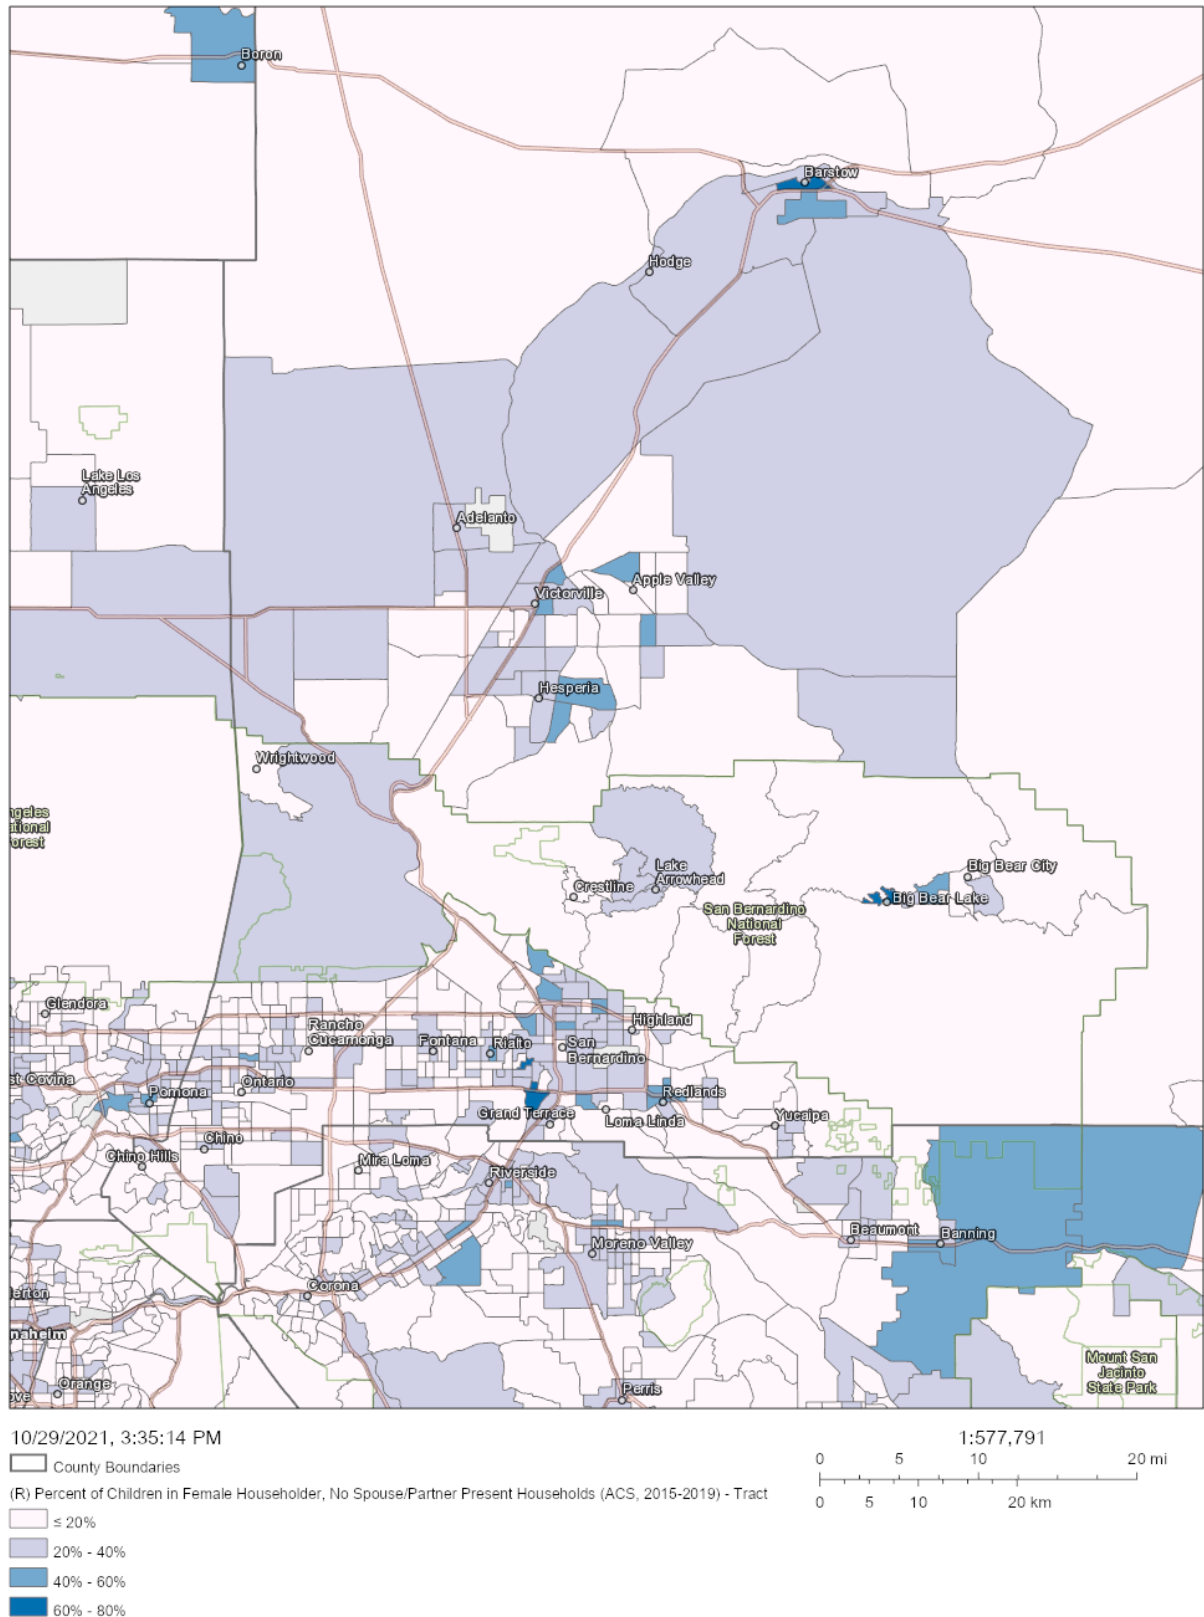 Boron
Barstow
Hodge
Lake Los
Angeles
Adelanto
Apple Valley
Victorville
Hesperia
Wrightwood
ngeles
ational
orest
Lake
Arrowhead
Crestline
Big Bear City
Big Bear Lake
San Bernardino
National
Forest
Glendora
Rancho
Cucamonga
Fontana
Rialto
Highland
San
Bernardino
st Covina
Pomona
Ontario
Redlands
Grand Terrace
Loma Linda
Yucaipa
Chino
Chino Hills
Mira Loma
Riverside
Beaumont
Banning
Moreno Valley
Corona
lerton
naheim
Mount San
Jacinto
State Park
Orange
ove
Perris
10/29/2021, 3:35:14 PM
1:577,791
0 5 10 20 mi
0 5 10 20 km
County Boundaries
(R) Percent of Children in Female Householder, No Spouse/Partner Present Households (ACS, 2015-2019) - Tract
≤ 20%
20% - 40%
40% - 60%
60% - 80%